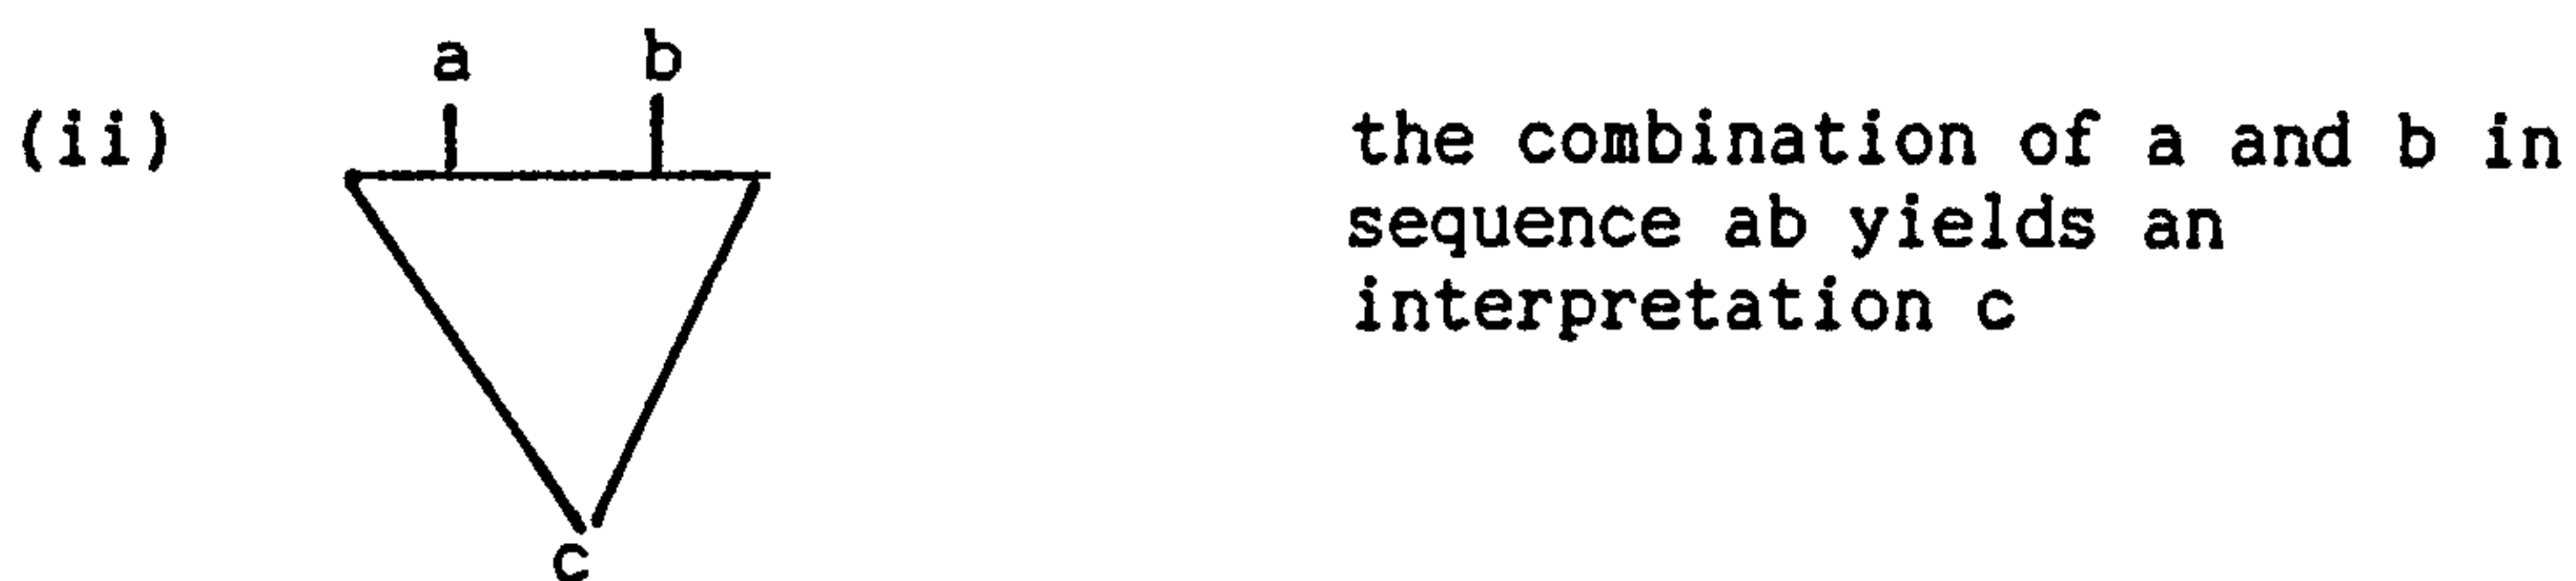 a b
(ii) the combination of a and b in
sequence ab yields an
interpretation c
c